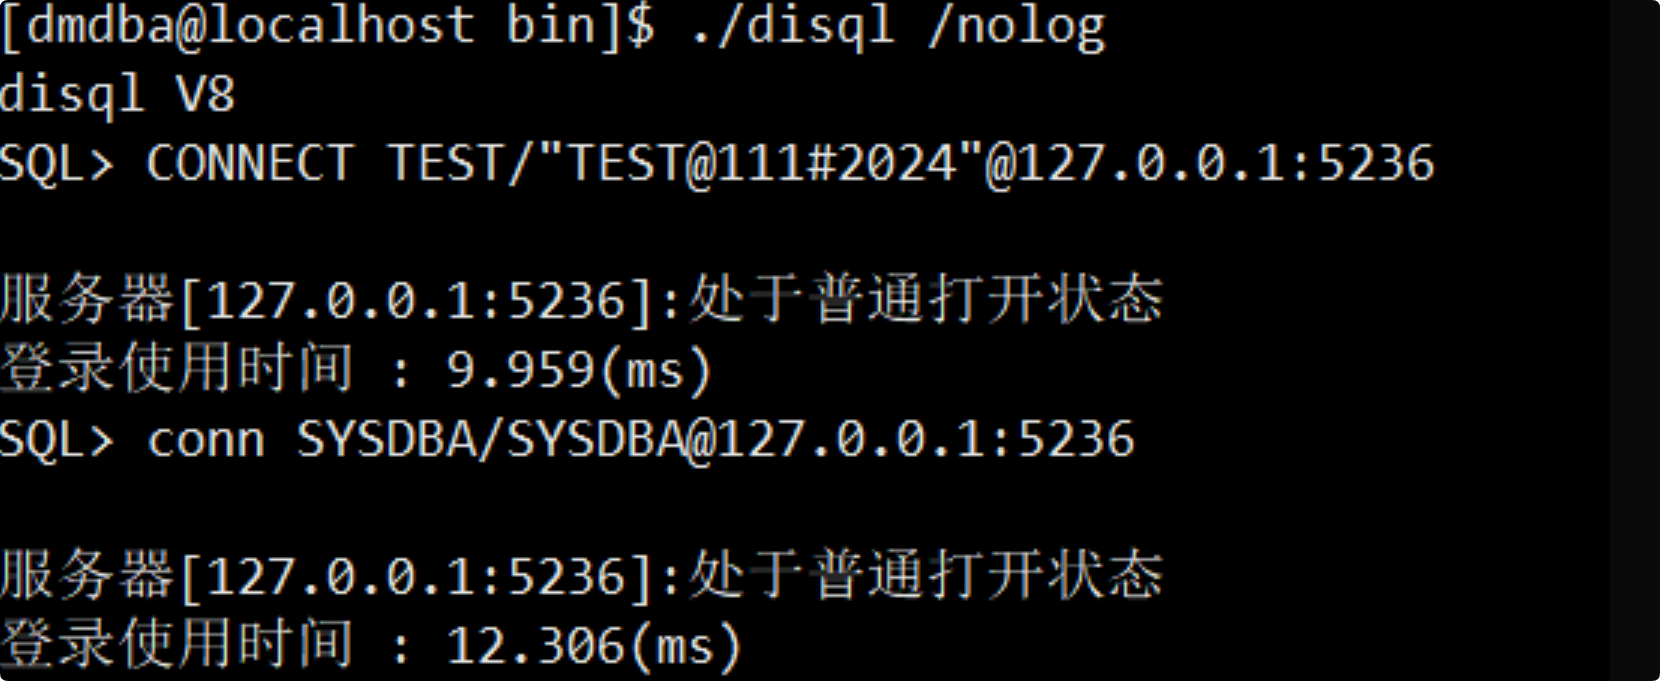 [dmdba@localhost bin]$ ./disql /nolog
disql V8
SQL> CONNECT TEST/"TEST@111#2024"@127.0.0.1:5236
服务器[127.0.0.1:5236]:处于普通打开状态
登录使用时间 : 9.959(ms)
SQL> conn SYSDBA/SYSDBA@127.0.0.1:5236
服务器[127.0.0.1:5236]:处于普通打开状态
登录使用时间 : 12.306(ms)